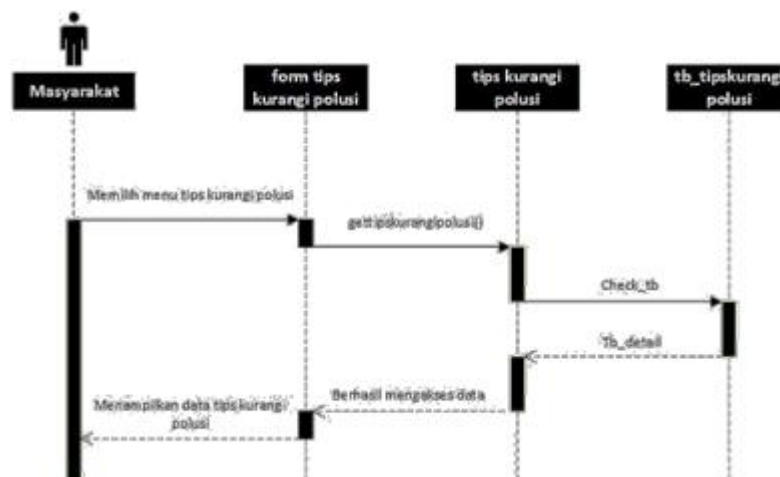 Masyarakat
form tips
kurangi polusi
tips kurangi
polusi
tb_tipskurangi
polusi
Memilih menu tips kurangi polusi
gettipskurangipolusi()
Check_tb
Tb_detail
Berhasil mengakses data
Menampilkan data tips kurangi
polusi